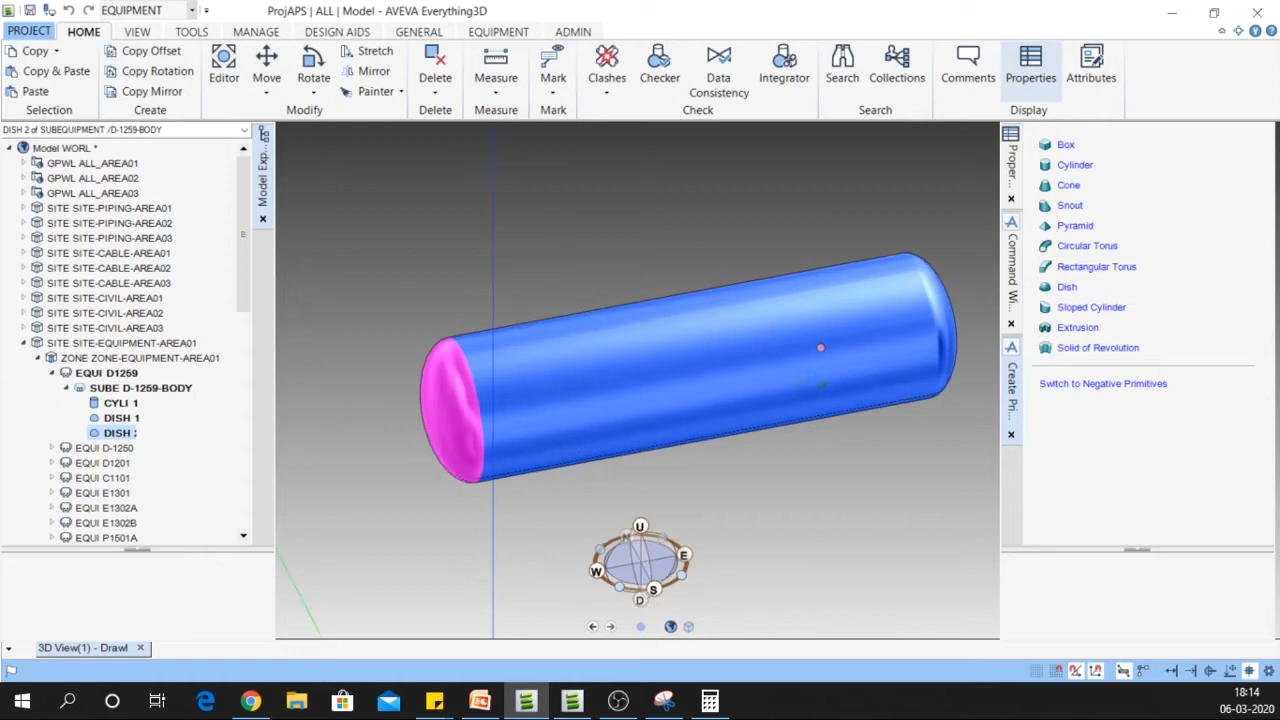 EQUIPMENT
ProjAPS | ALL | Model - AVEVA Everything3D
PROJECT HOME VIEW TOOLS MANAGE DESIGN AIDS GENERAL EQUIPMENT ADMIN
Copy
Copy & Paste
Paste
Selection
Copy Offset
Copy Rotation
Copy Mirror
Create
Editor
Move
Rotate
Stretch
Mirror
Painter
Modify
Delete
Delete
Measure
Measure
Mark
Mark
Clashes
Checker
Data
Consistency
Integrator
Check
Search
Collections
Search
Comments
Properties
Attributes
Display
DISH 2 of SUBEQUIPMENT /D-1259-BODY
Model WORL *
GPWL ALL_AREA01
GPWL ALL_AREA02
GPWL ALL_AREA03
SITE SITE-PIPING-AREA01
SITE SITE-PIPING-AREA02
SITE SITE-PIPING-AREA03
SITE SITE-CABLE-AREA01
SITE SITE-CABLE-AREA02
SITE SITE-CABLE-AREA03
SITE SITE-CIVIL-AREA01
SITE SITE-CIVIL-AREA02
SITE SITE-CIVIL-AREA03
SITE SITE-EQUIPMENT-AREA01
ZONE ZONE-EQUIPMENT-AREA01
EQUI D1259
SUBE D-1259-BODY
CYLI 1
DISH 1
DISH
EQUI D-1250
EQUI D1201
EQUI C1101
EQUI E1301
EQUI E1302A
EQUI E1302B
EQUI P1501A
Model Exp...
U
N
E
W
S
D
Proper...
Command Wi...
Create Pri...
Box
Cylinder
Cone
Snout
Pyramid
Circular Torus
Rectangular Torus
Dish
Sloped Cylinder
Extrusion
Solid of Revolution
Switch to Negative Primitives
3D View(1) - Drawl
18:14
06-03-2020